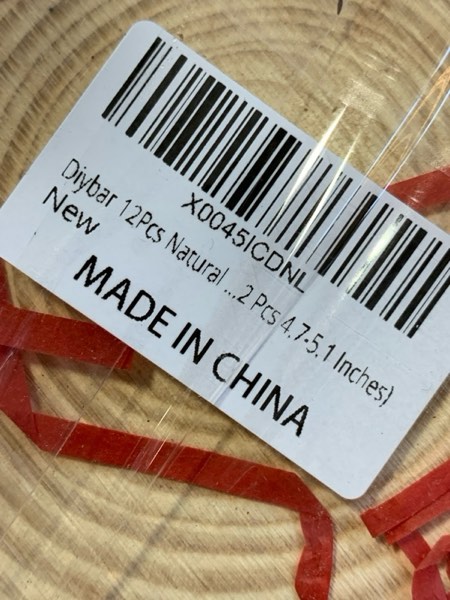 X0045ICDNL
Diybar 12Pcs Natural ...2 Pcs 4.7-5.1 Inches)
New
MADE IN CHINA